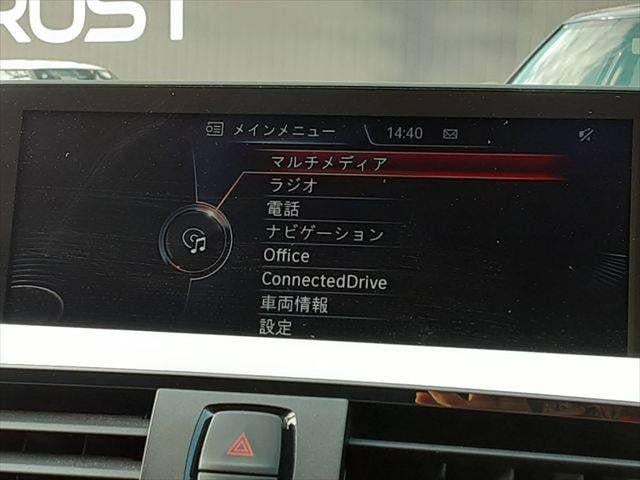 RUST
メインメニュー 14:40
マルチメディア
ラジオ
電話
ナビゲーション
Office
ConnectedDrive
車両情報
設定